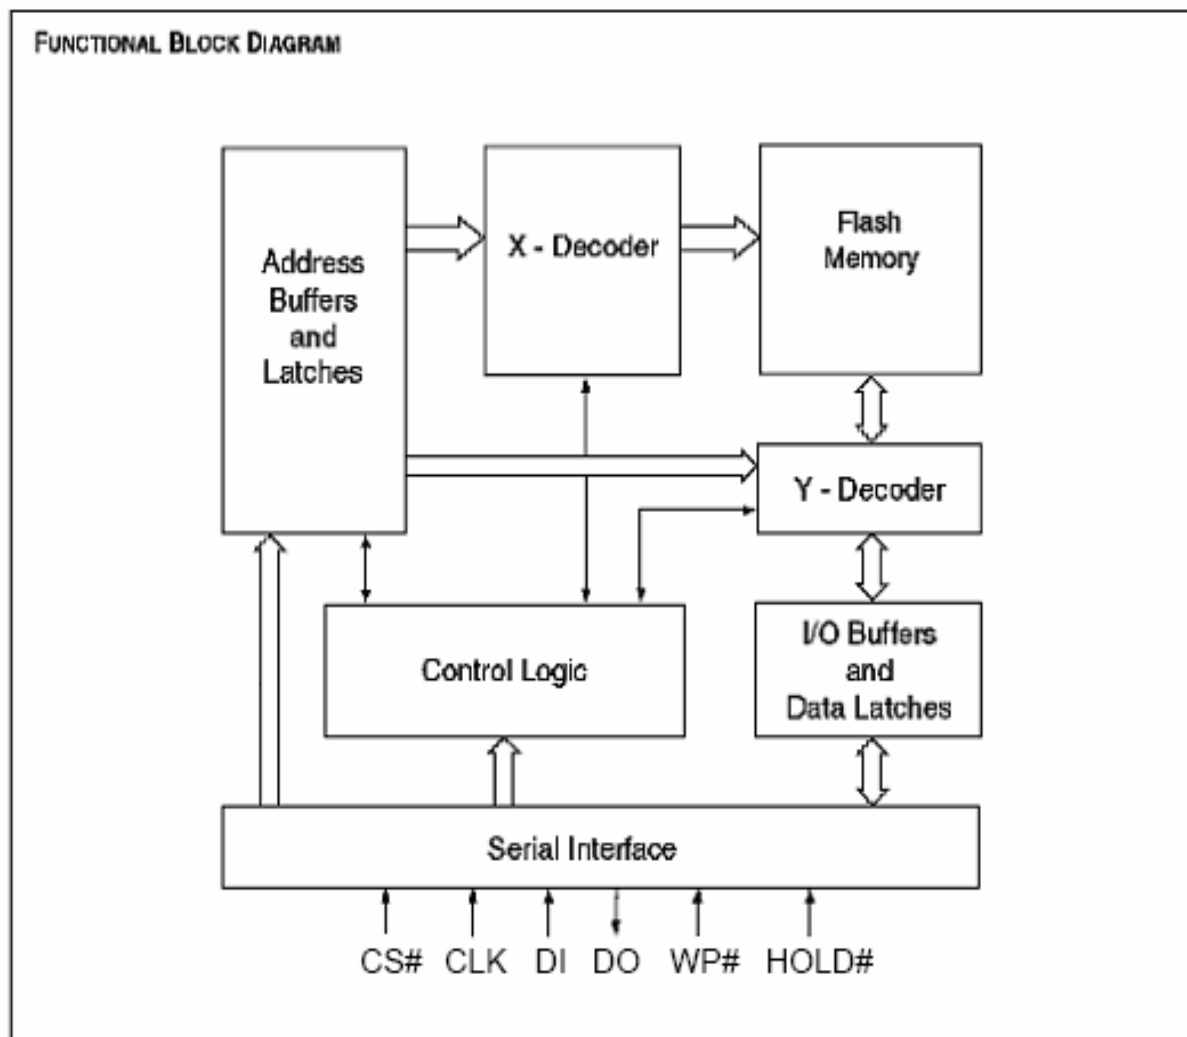 FUNCTIONAL BLOCK DIAGRAM
Address
Buffers
and
Latches
X - Decoder
Flash
Memory
Y - Decoder
Control Logic
I/O Buffers
and
Data Latches
Serial Interface
CS# CLK DI DO WP# HOLD#